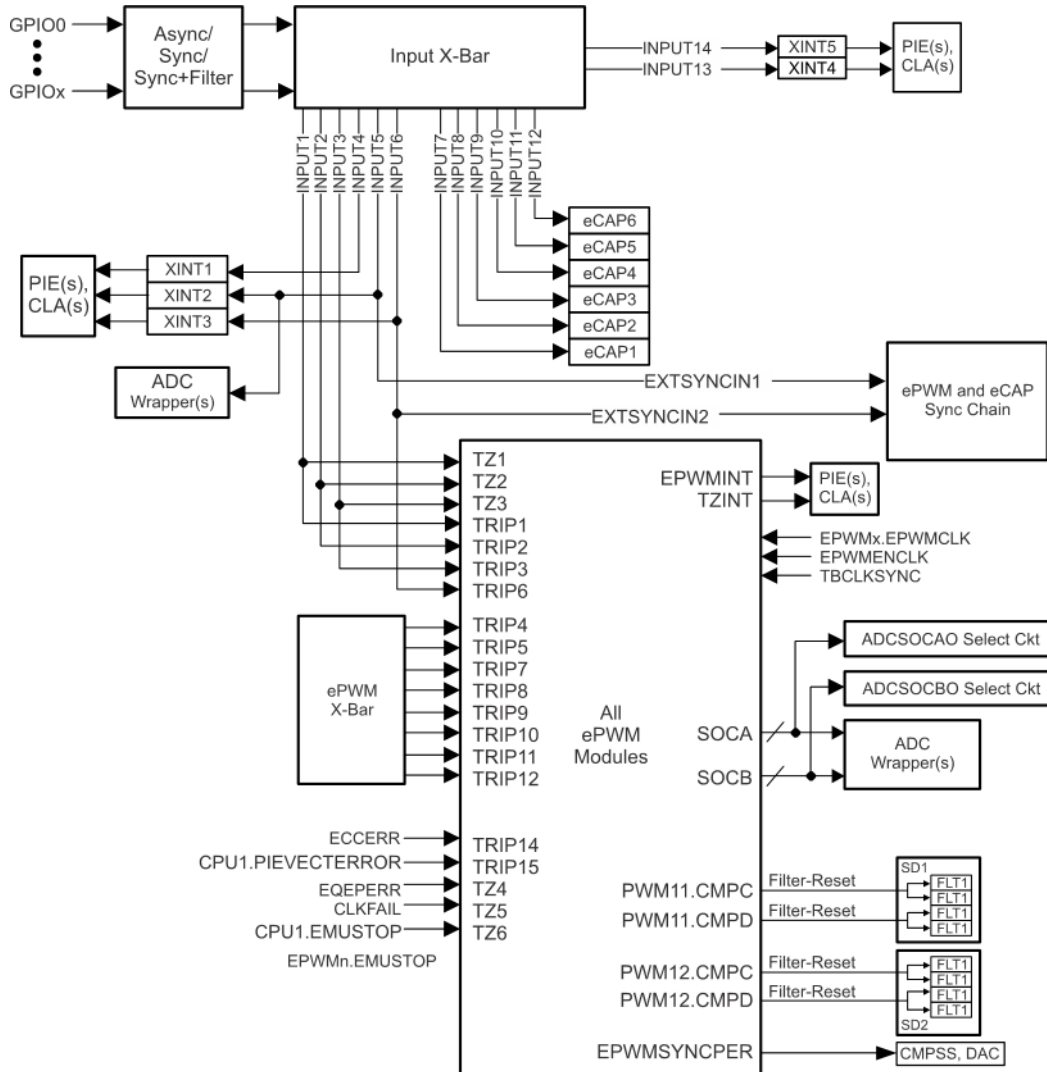 GPIO0
GPIOx
Async/
Sync/
Sync+Filter
Input X-Bar
INPUT14
INPUT13
XINT5
XINT4
PIE(s),
CLA(s)
INPUT1
INPUT2
INPUT3
INPUT4
INPUT5
INPUT6
INPUT7
INPUT8
INPUT9
INPUT10
INPUT11
INPUT12
eCAP6
eCAP5
eCAP4
eCAP3
eCAP2
eCAP1
PIE(s),
CLA(s)
XINT1
XINT2
XINT3
ADC
Wrapper(s)
EXTSYNCIN1
EXTSYNCIN2
ePWM and eCAP
Sync Chain
TZ1
TZ2
TZ3
TRIP1
TRIP2
TRIP3
TRIP6
EPWMINT
TZINT
PIE(s),
CLA(s)
EPWMx.EPWMCLK
EPWMENCLK
TBCLKSYNC
ePWM
X-Bar
TRIP4
TRIP5
TRIP7
TRIP8
TRIP9
TRIP10
TRIP11
TRIP12
All
ePWM
Modules
SOCA
SOCB
ADCSOCAO Select Ckt
ADCSOCBO Select Ckt
ADC
Wrapper(s)
ECCERR
CPU1.PIEVECTERROR
EQEPERR
CLKFAIL
CPU1.EMUSTOP
EPWMn.EMUSTOP
TRIP14
TRIP15
TZ4
TZ5
TZ6
PWM11.CMPC
PWM11.CMPD
PWM12.CMPC
PWM12.CMPD
Filter-Reset
Filter-Reset
Filter-Reset
Filter-Reset
SD1
FLT1
FLT1
FLT1
FLT1
FLT1
FLT1
FLT1
FLT1
SD2
EPWMSYNCPER
CMPSS, DAC